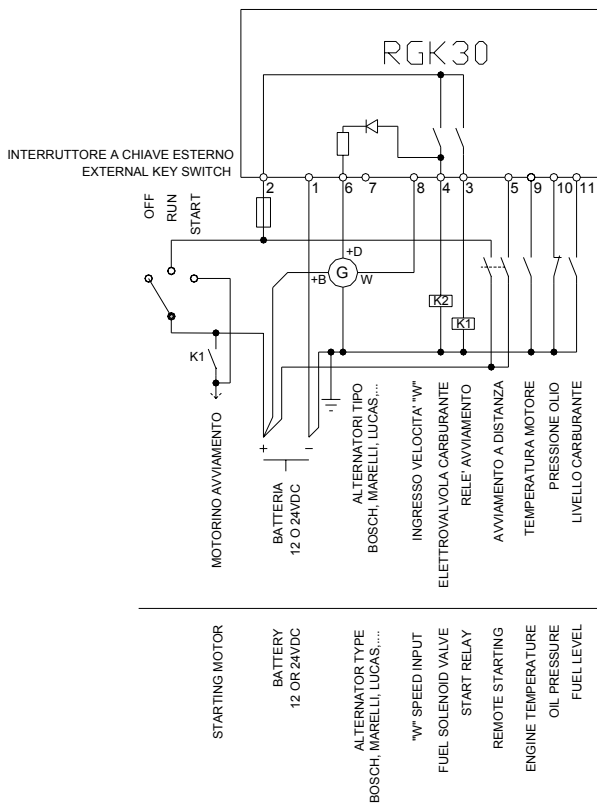 RGK30
INTERRUTTORE A CHIAVE ESTERNO
EXTERNAL KEY SWITCH
2
1
6
7
8
4
3
5
9
10
11
OFF
RUN
START
+D
+B
G
W
K2
K1
K1
+
−
MOTORINO AVVIAMENTO
BATTERIA
12 O 24VDC
ALTERNATORI TIPO
BOSCH, MARELLI, LUCAS,...
INGRESSO VELOCITA' "W"
ELETTROVALVOLA CARBURANTE
RELE' AVVIAMENTO
AVVIAMENTO A DISTANZA
TEMPERATURA MOTORE
PRESSIONE OLIO
LIVELLO CARBURANTE
STARTING MOTOR
BATTERY
12 OR 24VDC
ALTERNATOR TYPE
BOSCH, MARELLI, LUCAS,....
"W" SPEED INPUT
FUEL SOLENOID VALVE
START RELAY
REMOTE STARTING
ENGINE TEMPERATURE
OIL PRESSURE
FUEL LEVEL